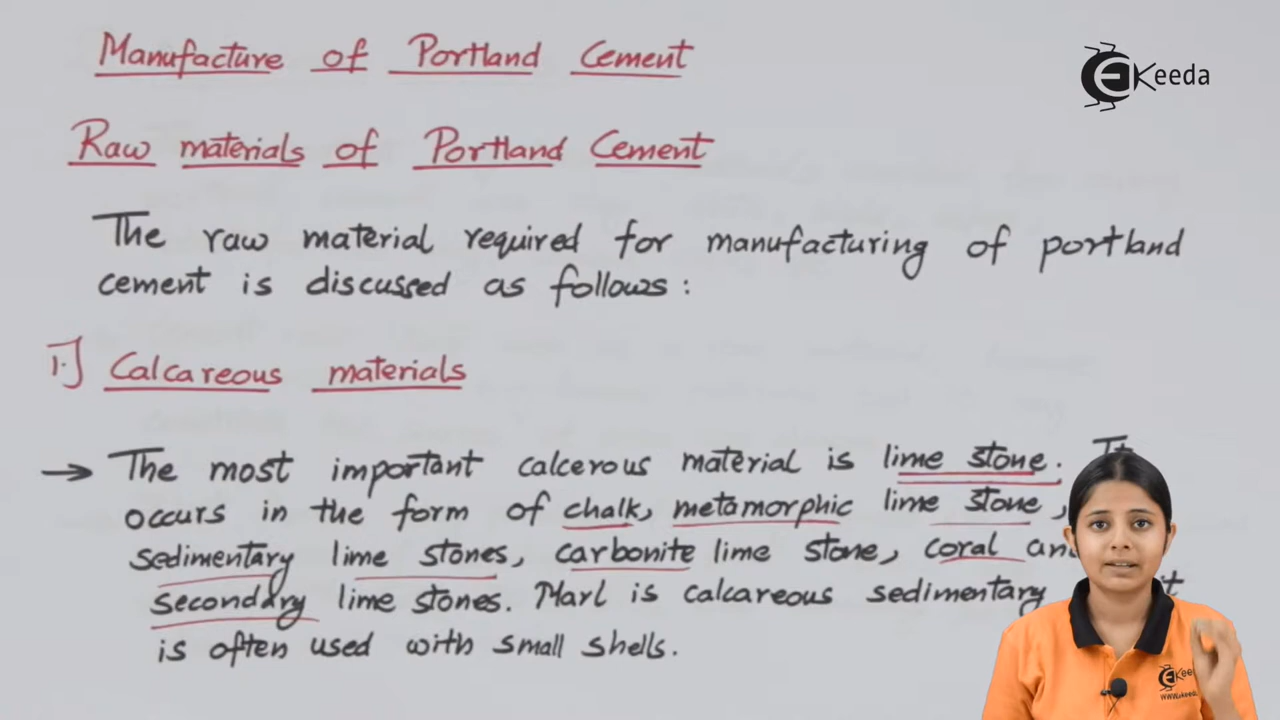 Manufacture of Portland Cement
Keeda
Raw materials of Portland Cement
The raw material required for manufacturing of portland
cement is discussed as follows:
1.] Calcareous materials
→ The most important calcerous material is lime stone.
occurs in the form of chalk, metamorphic lime stone,
sedimentary lime stones, carbonite lime stone, coral
secondary lime stones. Marl is calcareous sedimentary
is often used with small shells.